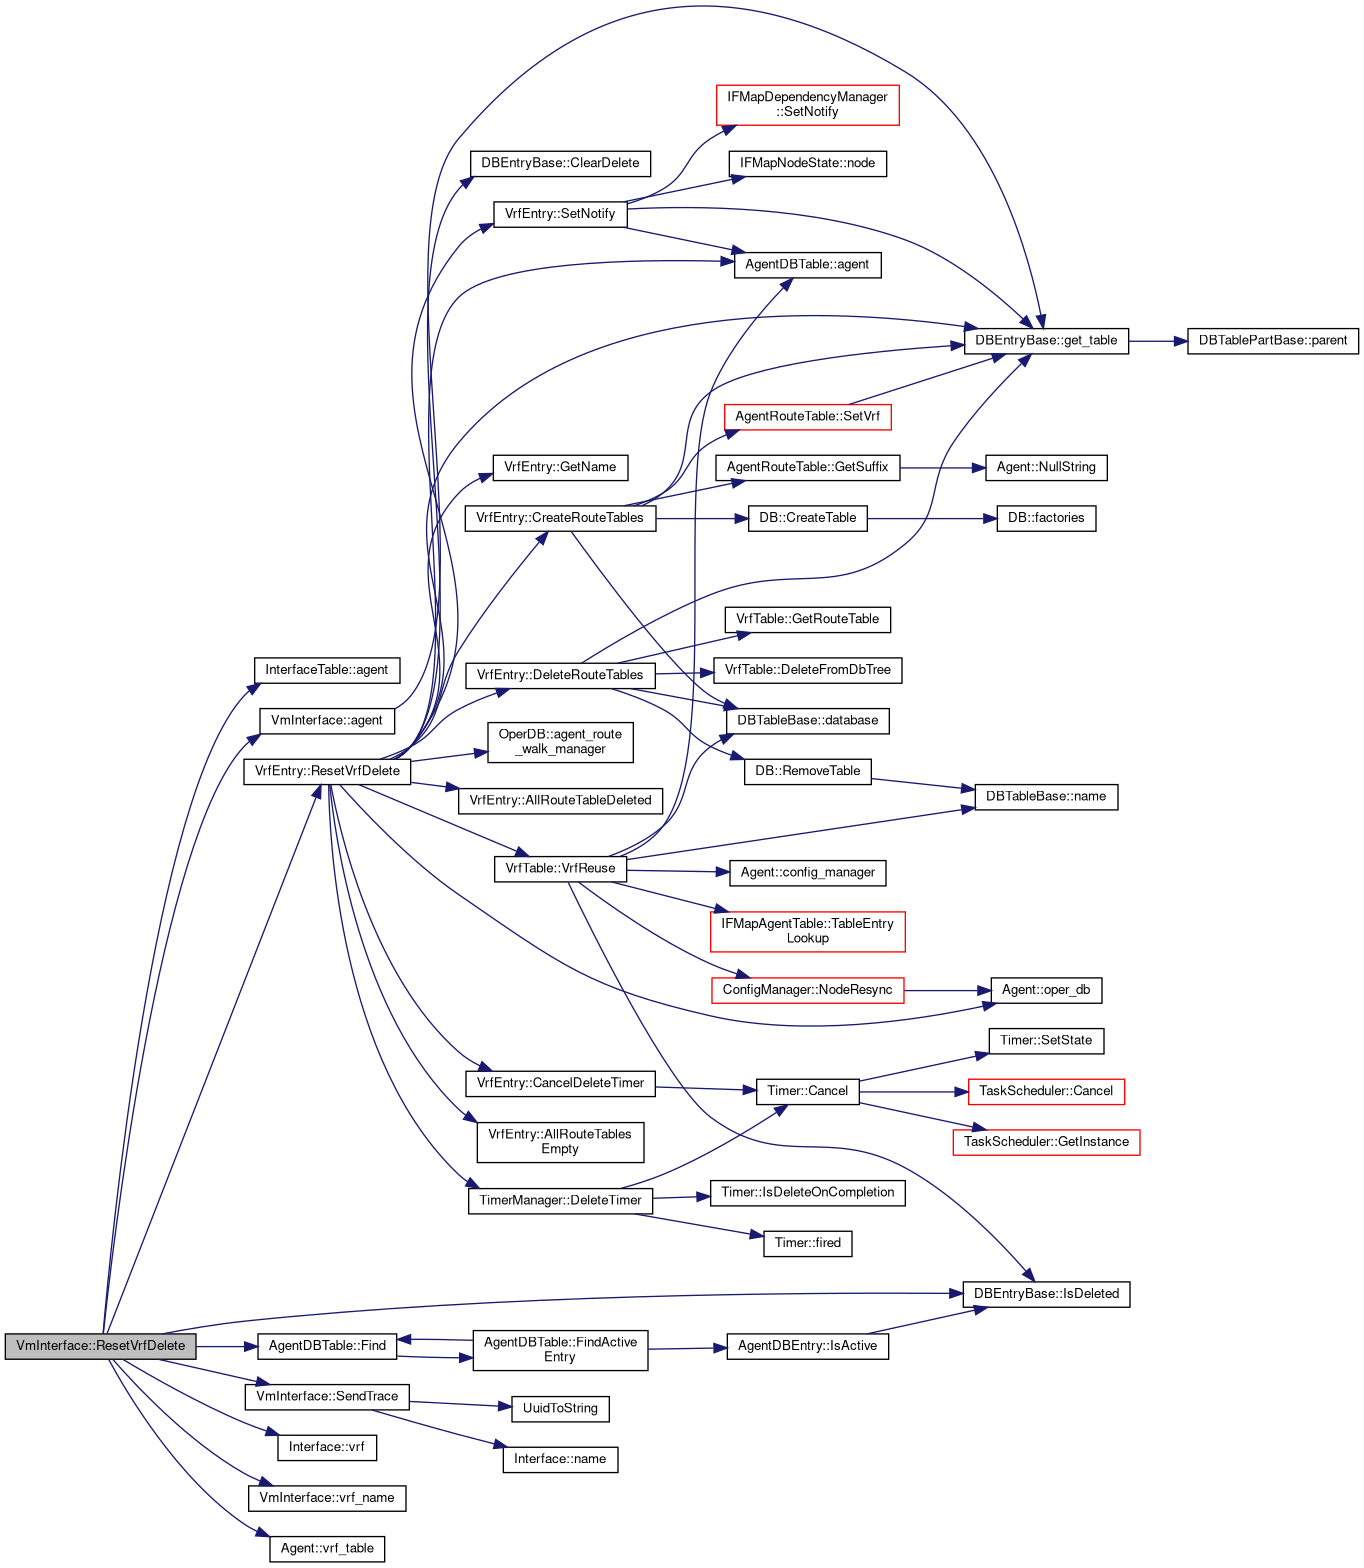 IFMapDependencyManager
::SetNotify
DBEntryBase::ClearDelete
IFMapNodeState::node
VrfEntry::SetNotify
AgentDBTable::agent
DBEntryBase::get_table
DBTablePartBase::parent
AgentRouteTable::SetVrf
VrfEntry::GetName
AgentRouteTable::GetSuffix
Agent::NullString
VrfEntry::CreateRouteTables
DB::CreateTable
DB::factories
VrfTable::GetRouteTable
InterfaceTable::agent
VrfEntry::DeleteRouteTables
VrfTable::DeleteFromDbTree
VmInterface::agent
DBTableBase::database
OperDB::agent_route
_walk_manager
VrfEntry::ResetVrfDelete
DB::RemoveTable
VrfEntry::AllRouteTableDeleted
DBTableBase::name
VrfTable::VrfReuse
Agent::config_manager
IFMapAgentTable::TableEntry
Lookup
ConfigManager::NodeResync
Agent::oper_db
Timer::SetState
VrfEntry::CancelDeleteTimer
Timer::Cancel
TaskScheduler::Cancel
VrfEntry::AllRouteTables
Empty
TaskScheduler::GetInstance
TimerManager::DeleteTimer
Timer::IsDeleteOnCompletion
Timer::fired
DBEntryBase::IsDeleted
VmInterface::ResetVrfDelete
AgentDBTable::Find
AgentDBTable::FindActive
Entry
AgentDBEntry::IsActive
VmInterface::SendTrace
UuidToString
Interface::vrf
Interface::name
VmInterface::vrf_name
Agent::vrf_table